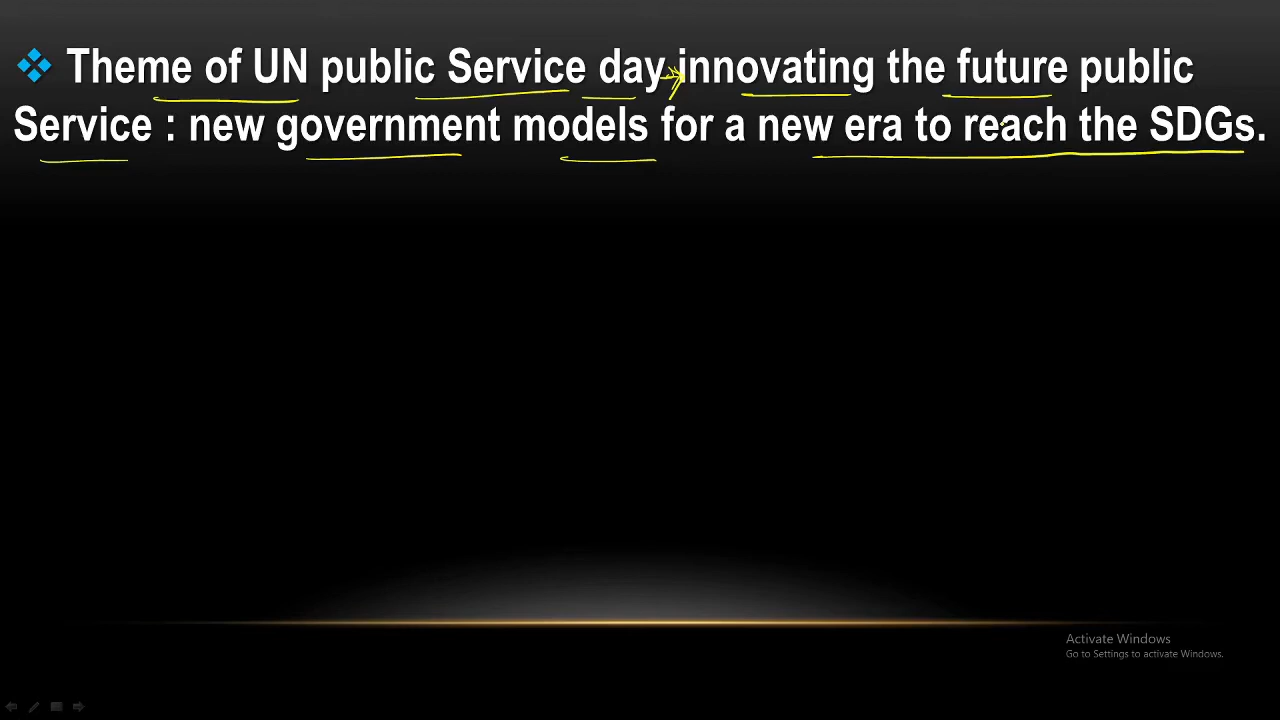 Theme of UN public Service day innovating the future public
Service : new government models for a new era to reach the SDGs.
Activate Windows
Go to Settings to activate Windows.